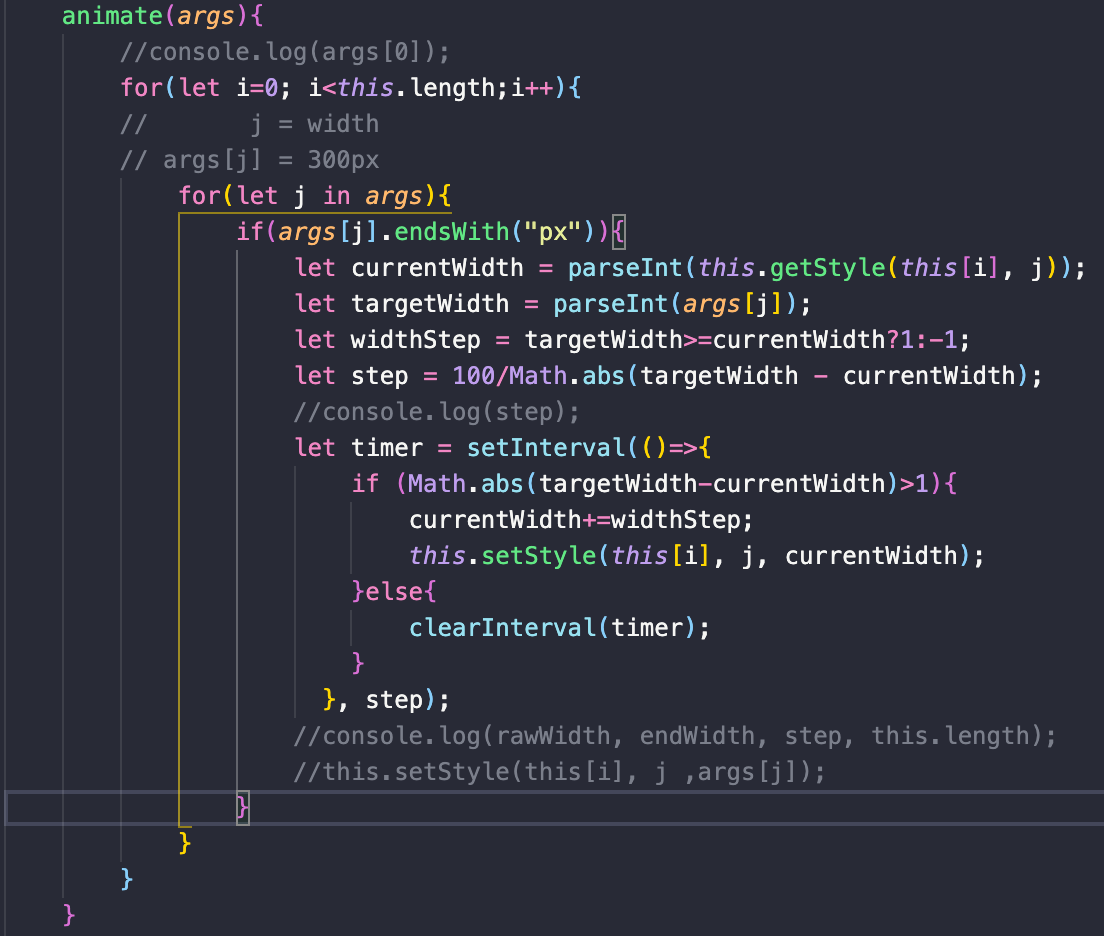 animate(args){
//console.log(args[0]);
for(let i=0; i<this.length;i++){
//       j = width
// args[j] = 300px
for(let j in args){
if(args[j].endsWith("px")){
let currentWidth = parseInt(this.getStyle(this[i], j));
let targetWidth = parseInt(args[j]);
let widthStep = targetWidth>=currentWidth?1:-1;
let step = 100/Math.abs(targetWidth - currentWidth);
//console.log(step);
let timer = setInterval(()=>{
if (Math.abs(targetWidth-currentWidth)>1){
currentWidth+=widthStep;
this.setStyle(this[i], j, currentWidth);
}else{
clearInterval(timer);
}
}, step);
//console.log(rawWidth, endWidth, step, this.length);
//this.setStyle(this[i], j ,args[j]);
}
}
}
}